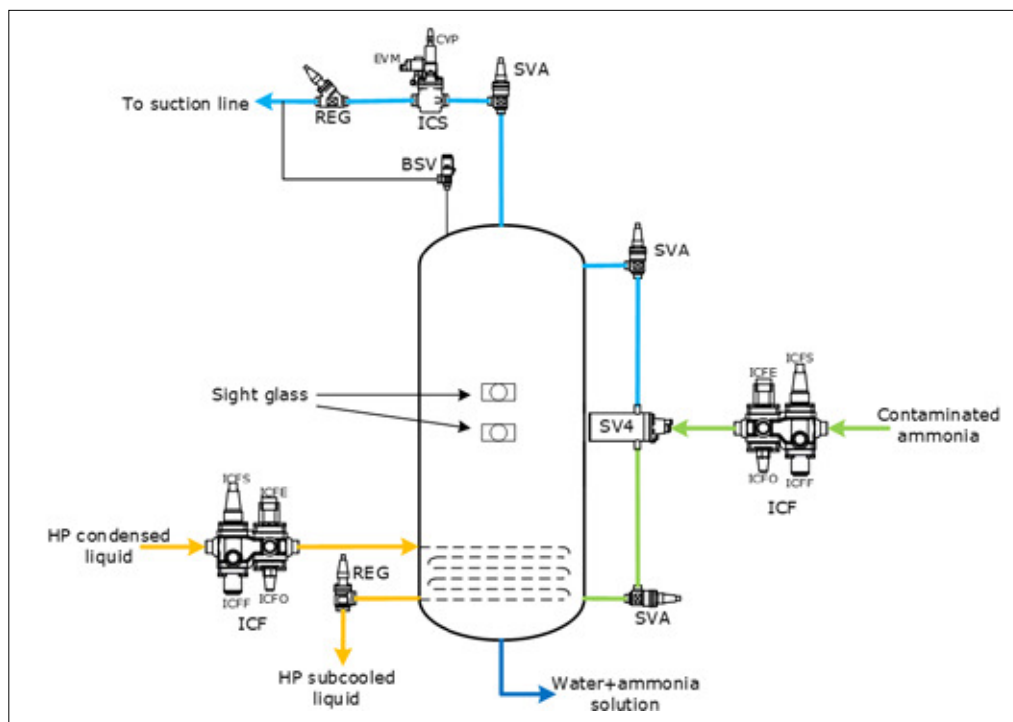 CVP
EVM
SVA
To suction line
REG
ICS
BSV
SVA
Sight glass
ICFE
ICFS
SV4
Contaminated
ammonia
ICFO
ICFF
ICF
ICFS
ICFE
HP condensed
liquid
REG
ICFF
ICFO
ICF
SVA
HP subcooled
liquid
Water+ammonia
solution